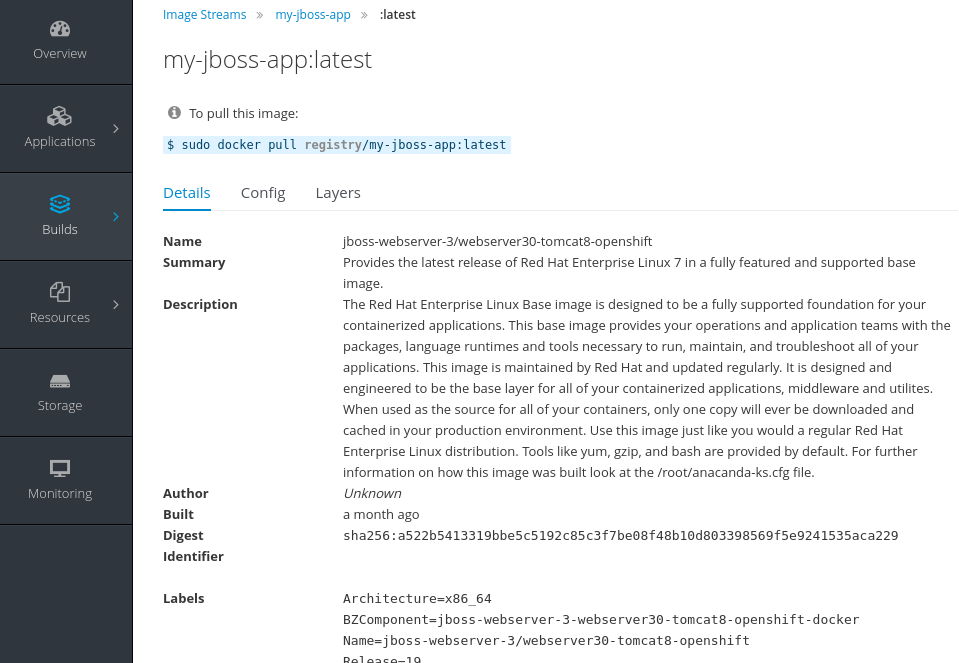 Overview
Applications
Builds
Resources
Storage
Monitoring
Image Streams » my-jboss-app » :latest
my-jboss-app:latest
To pull this image:
$ sudo docker pull registry/my-jboss-app:latest
Details Config Layers
Name jboss-webserver-3/webserver30-tomcat8-openshift
Summary Provides the latest release of Red Hat Enterprise Linux 7 in a fully featured and supported base
image.
Description The Red Hat Enterprise Linux Base image is designed to be a fully supported foundation for your
containerized applications. This base image provides your operations and application teams with the
packages, language runtimes and tools necessary to run, maintain, and troubleshoot all of your
applications. This image is maintained by Red Hat and updated regularly. It is designed and
engineered to be the base layer for all of your containerized applications, middleware and utilites.
When used as the source for all of your containers, only one copy will ever be downloaded and
cached in your production environment. Use this image just like you would a regular Red Hat
Enterprise Linux distribution. Tools like yum, gzip, and bash are provided by default. For further
information on how this image was built look at the /root/anacanda-ks.cfg file.
Author Unknown
Built a month ago
Digest sha256:a522b5413319bbe5c5192c85c3f7be08f48b10d803398569f5e9241535aca229
Identifier
Labels Architecture=x86_64
BZComponent=jboss-webserver-3-webserver30-tomcat8-openshift-docker
Name=jboss-webserver-3/webserver30-tomcat8-openshift
Release=19